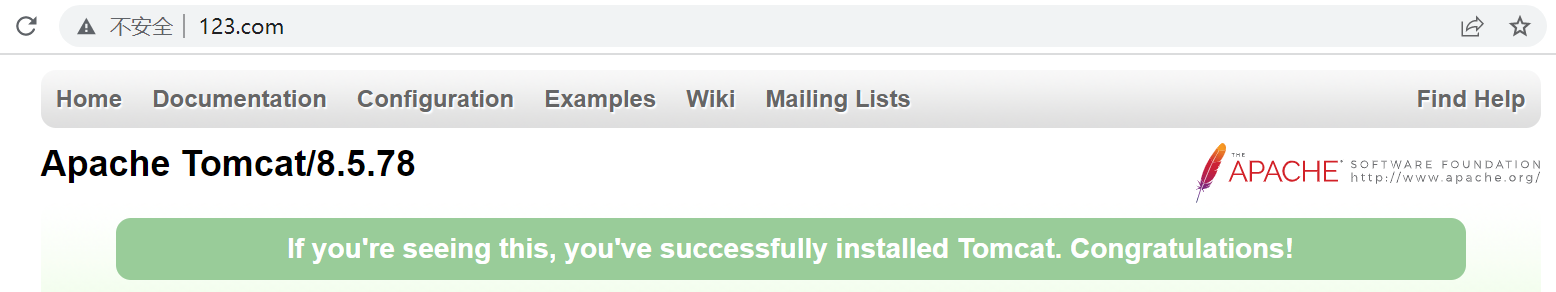 不安全 123.com
Home Documentation Configuration Examples Wiki Mailing Lists Find Help
Apache Tomcat/8.5.78
THE APACHE® SOFTWARE FOUNDATION
http://www.apache.org/
If you're seeing this, you've successfully installed Tomcat. Congratulations!